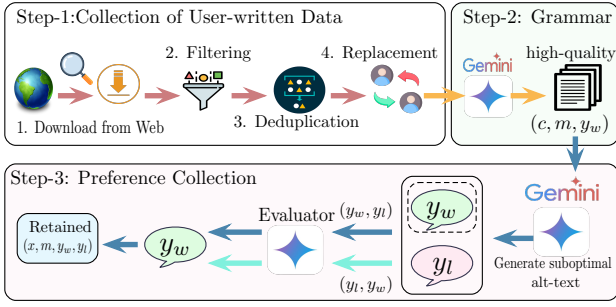 Step-1:Collection of User-written Data
1. Download from Web
2. Filtering
3. Deduplication
4. Replacement
Step-2: Grammar
Gemini
high-quality
(c, m, y_w)
Step-3: Preference Collection
Gemini
Generate suboptimal
alt-text
y_w
y_l
(y_w, y_l)
(y_l, y_w)
Evaluator
y_w
Retained
(x, m, y_w, y_l)